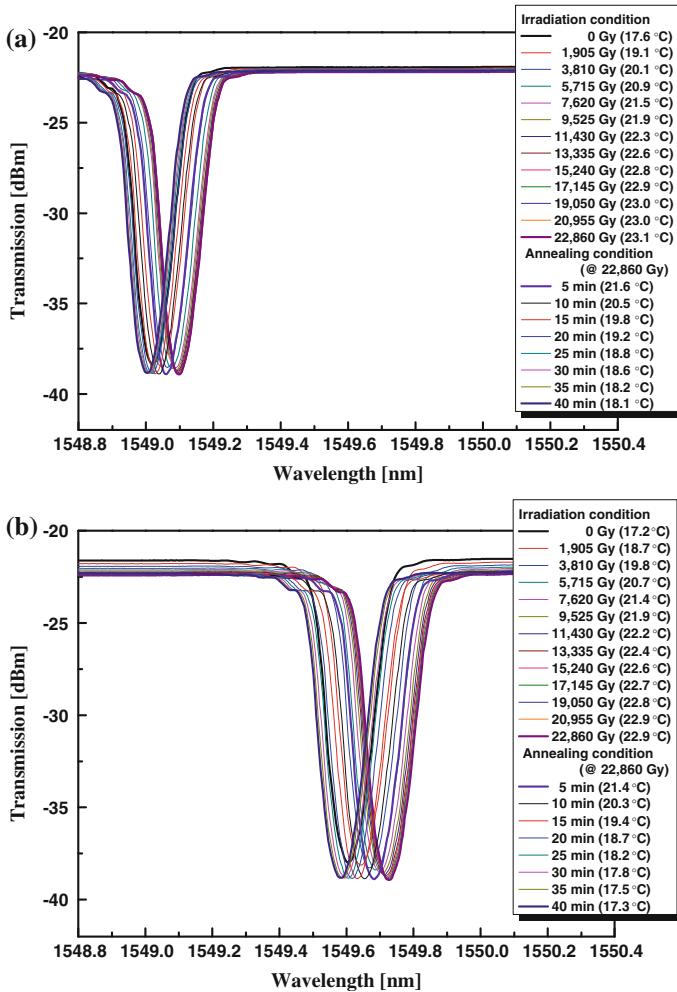 (a)
-20
-25
-30
-35
-40
Transmission [dBm]
1548.8 1549.0 1549.2 1549.4 1549.6 1549.8 1550.0 1550.2 1550.4
Wavelength [nm]
Irradiation condition
0 Gy (17.6 °C)
1,905 Gy (19.1 °C)
3,810 Gy (20.1 °C)
5,715 Gy (20.9 °C)
7,620 Gy (21.5 °C)
9,525 Gy (21.9 °C)
11,430 Gy (22.3 °C)
13,335 Gy (22.6 °C)
15,240 Gy (22.8 °C)
17,145 Gy (22.9 °C)
19,050 Gy (23.0 °C)
20,955 Gy (23.0 °C)
22,860 Gy (23.1 °C)
Annealing condition
(@ 22,860 Gy)
5 min (21.6 °C)
10 min (20.5 °C)
15 min (19.8 °C)
20 min (19.2 °C)
25 min (18.8 °C)
30 min (18.6 °C)
35 min (18.2 °C)
40 min (18.1 °C)
(b)
-20
-25
-30
-35
-40
Transmission [dBm]
1548.8 1549.0 1549.2 1549.4 1549.6 1549.8 1550.0 1550.2 1550.4
Wavelength [nm]
Irradiation condition
0 Gy (17.2 °C)
1,905 Gy (18.7 °C)
3,810 Gy (19.8 °C)
5,715 Gy (20.7 °C)
7,620 Gy (21.4 °C)
9,525 Gy (21.9 °C)
11,430 Gy (22.2 °C)
13,335 Gy (22.4 °C)
15,240 Gy (22.6 °C)
17,145 Gy (22.7 °C)
19,050 Gy (22.8 °C)
20,955 Gy (22.9 °C)
22,860 Gy (22.9 °C)
Annealing condition
(@ 22,860 Gy)
5 min (21.4 °C)
10 min (20.3 °C)
15 min (19.4 °C)
20 min (18.7 °C)
25 min (18.2 °C)
30 min (17.8 °C)
35 min (17.5 °C)
40 min (17.3 °C)